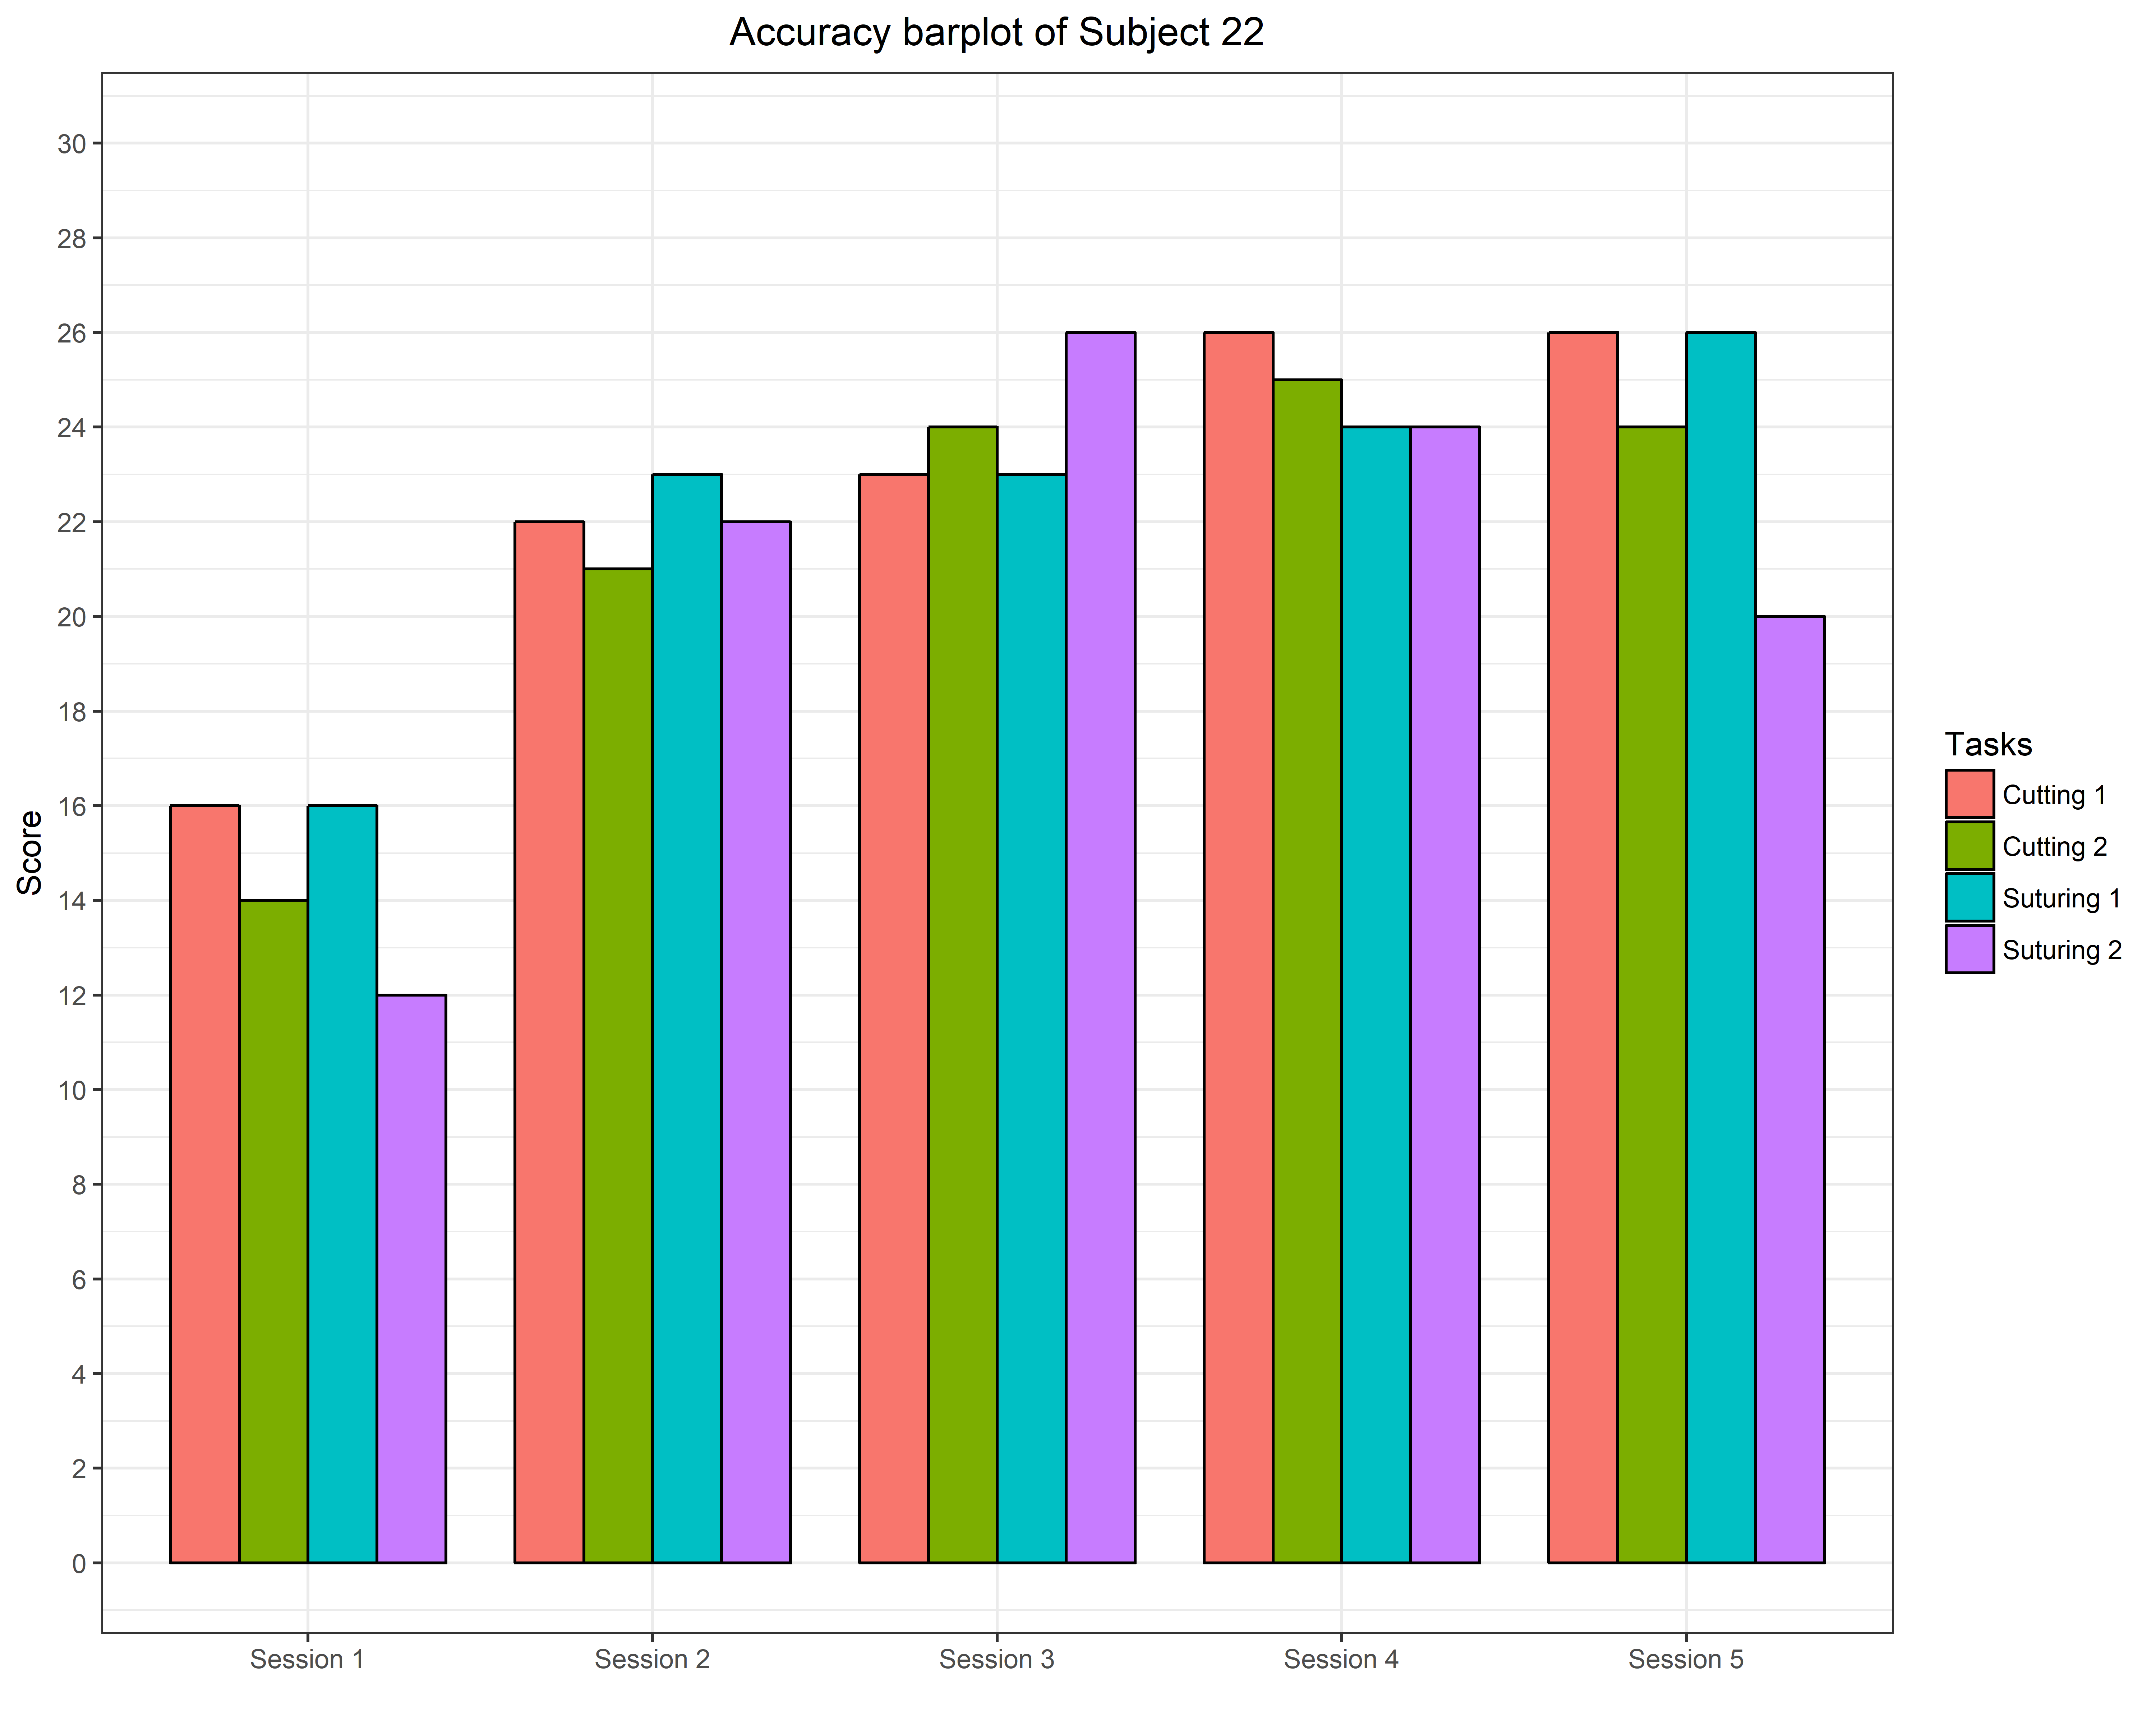 Accuracy barplot of Subject 22
Score
30
28
26
24
22
20
18
16
14
12
10
8
6
4
2
0
Session 1
Session 2
Session 3
Session 4
Session 5
Tasks
Cutting 1
Cutting 2
Suturing 1
Suturing 2